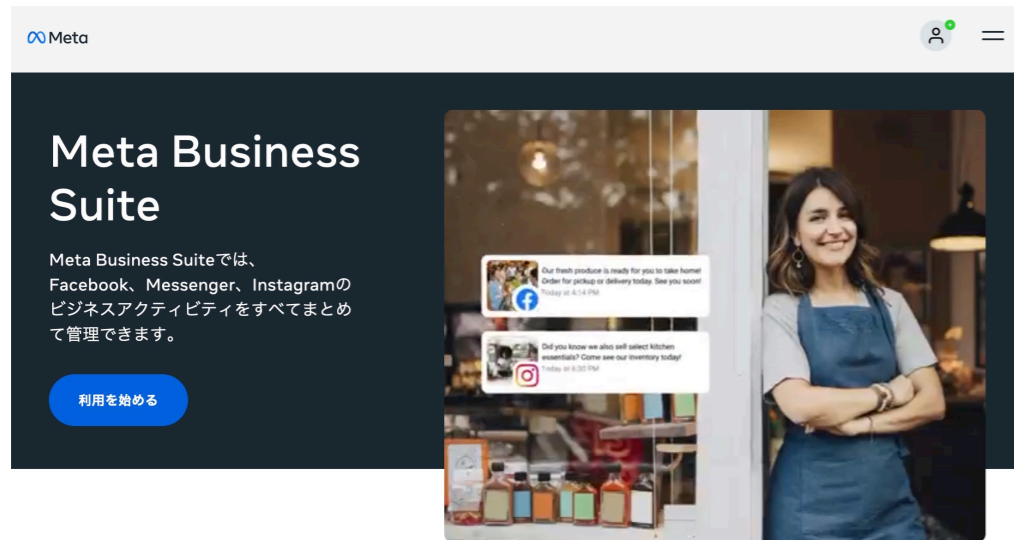 Meta
Meta Business
Suite
Meta Business Suiteでは、
Facebook、Messenger、Instagramの
ビジネスアクティビティをすべてまとめ
て管理できます。
利用を始める
Our fresh produce is ready for you to take home!
Order for pickup or delivery today. See you soon!
Today at 4:14 PM
Did you know we also sell select kitchen
essentials? Come see our inventory today!
Today at 6:30 PM